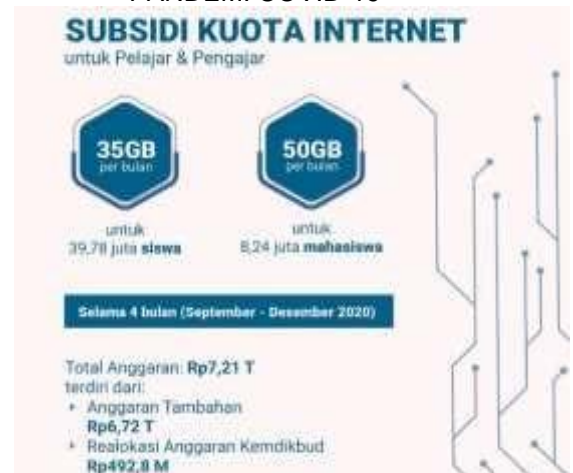 SUBSIDI KUOTA INTERNET
untuk Pelajar & Pengajar
35GB
per bulan
untuk
39,78 juta siswa
50GB
per bulan
untuk
8,24 juta mahasiswa
Selama 4 bulan (September - Desember 2020)
Total Anggaran: Rp7,21 T
terdiri dari:
Anggaran Tambahan
Rp6,72 T
Realokasi Anggaran Kemdikbud
Rp492,8 M